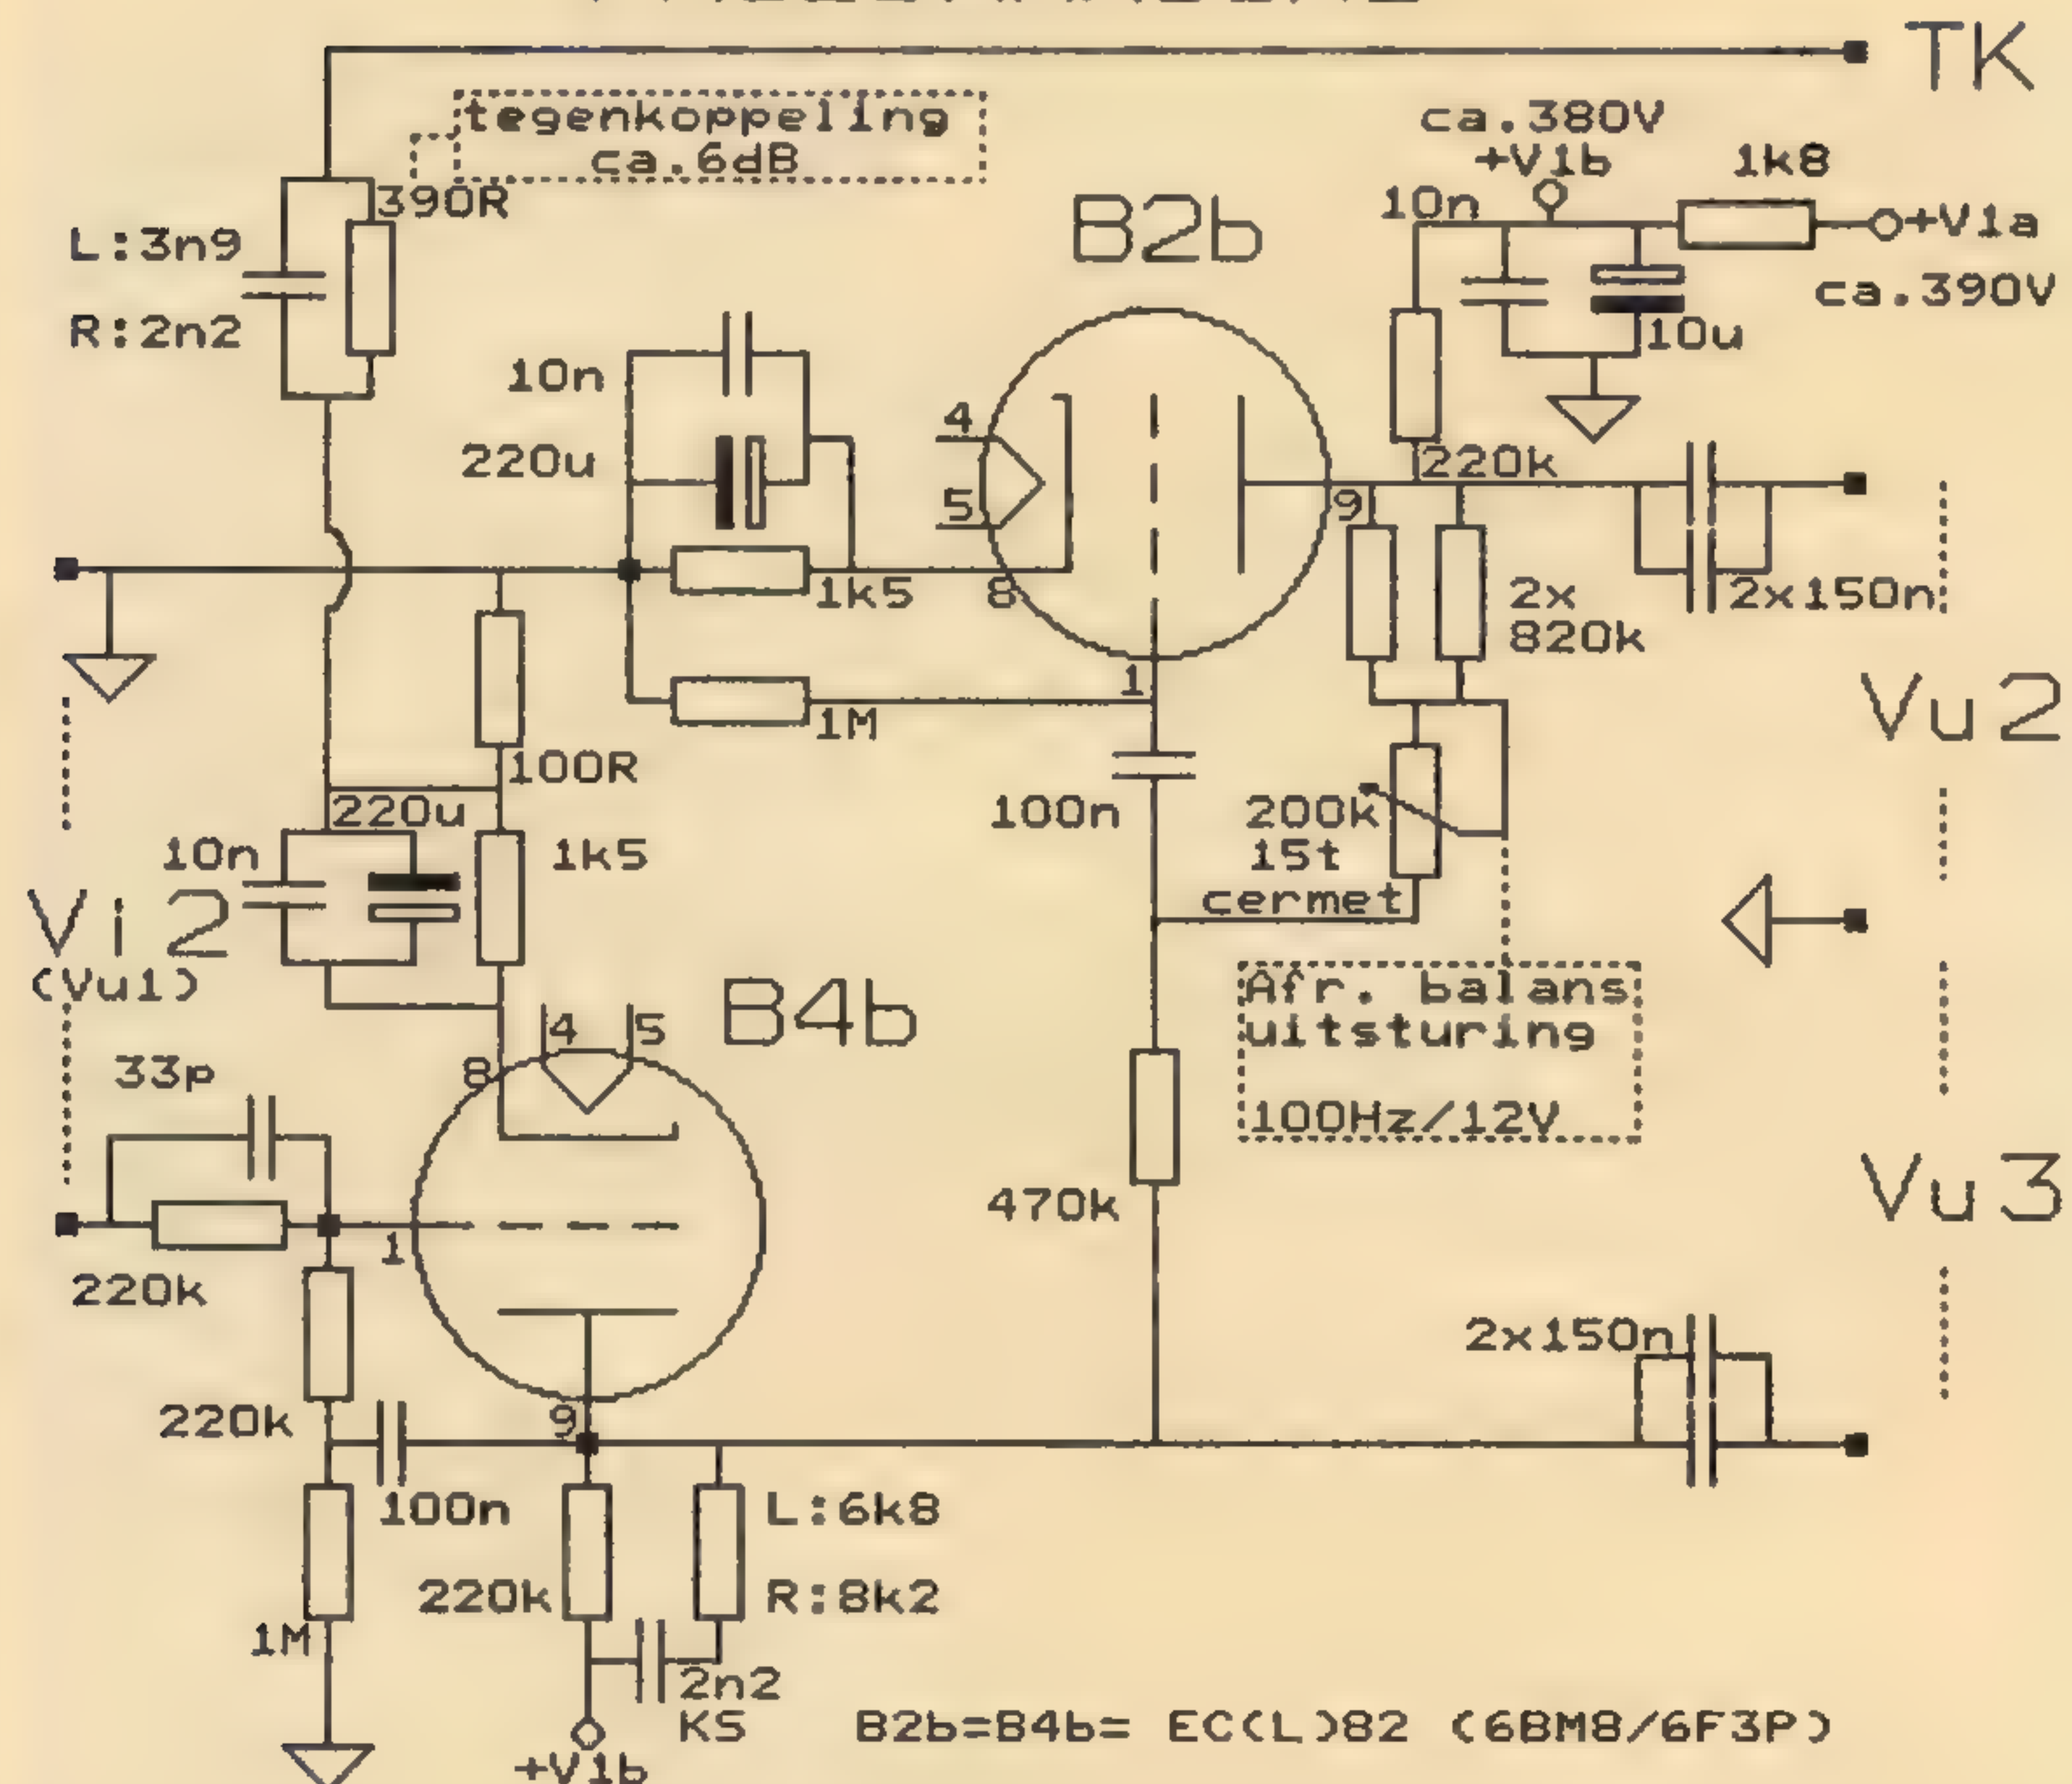 TK
tegenkoppeling
ca.6dB
ca.380V
+V1b
1k8
390R
10n
B2b
+V1a
L:3n9
ca.390V
R:2n2
10u
10n
4
220u
220k
5
9
1k5
8
2x
820k
2x150n
1
1M
Vu2
100R
220u
100n
200k
15t
cermet
10n
1k5
Vi2
(Vu1)
B4b
Afr. balans
uitsturing
100Hz/12V
4
5
8
33p
470k
Vu3
1
220k
2x150n
220k
9
100n
L:6k8
220k
R:8k2
1M
2n2
KS
B2b=B4b= EC(L)82 (6BM8/6F3P)
+V1b